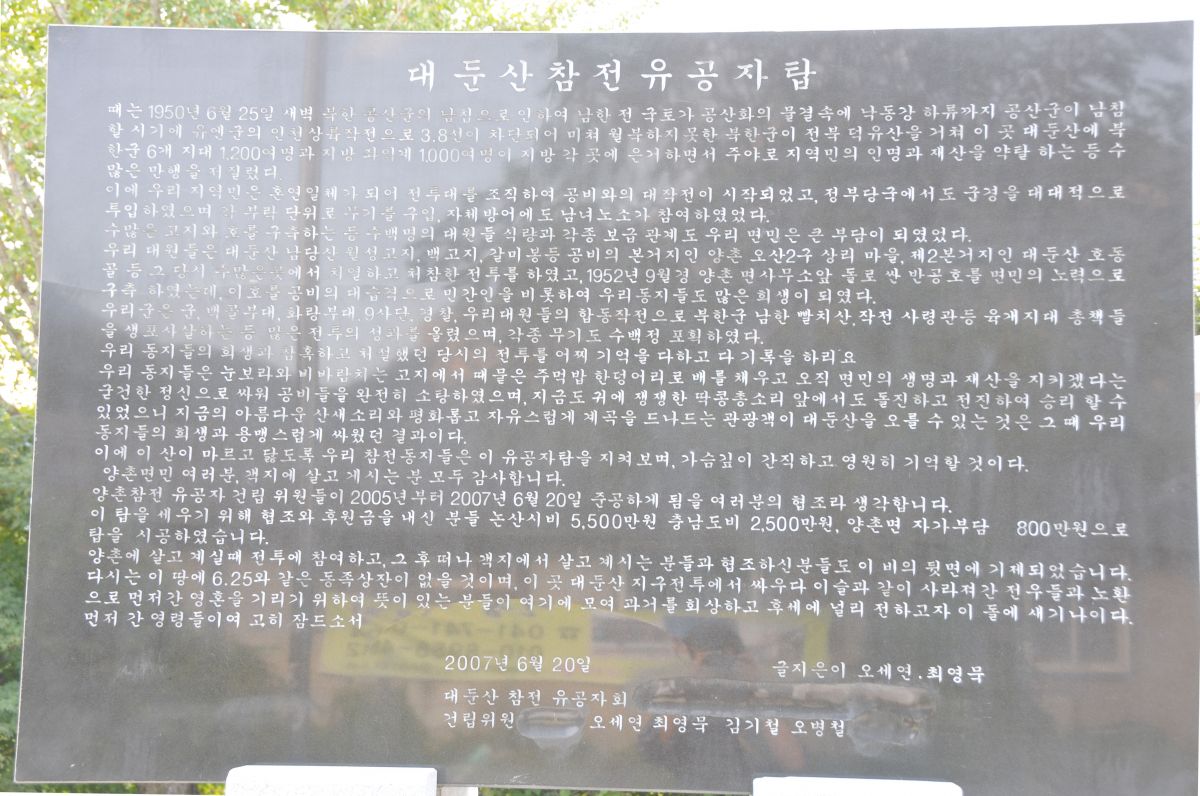 대둔산참전유공자탑
때는 1950년 6월 25일 새벽 북한 공산군의 남침으로 인하여 남한 전 국토가 공산화의 물결속에 낙동강 하류까지 공산군이 남침
할 시기에 유엔군의 인천상륙작전으로 3.8선이 차단되어 미쳐 월북하지못한 북한군이 전북 덕유산을 거쳐 이 곳 대둔산에 북
한군 6개 지대 1,200여명과 지방 좌익계 1,000여명이 지방 각 곳에 은거하면서 주야로 지역민의 인명과 재산을 약탈 하는 등 수
많은 만행을 저질렀다.
이에 우리 지역민은 혼연일체가 되어 전투대를 조직하여 공비와의 대작전이 시작되었고, 정부당국에서도 군경을 대대적으로
투입하였으며 각 부락 단위로 무기를 구입, 자체방어에도 남녀노소가 참여하였었다.
수많은 고지와 호를 구축하는 등 수백명의 대원들 식량과 각종 보급 관계도 우리 면민은 큰 부담이 되였었다.
우리 대원들은 대둔산 남당산 월성고지, 백고지, 갈미봉등 공비의 본거지인 양촌 오산2구 상리 마을, 제2본거지인 대둔산 호동
골 등 그 당시 수많은곳에서 치열하고 처참한 전투를 하였고, 1952년 9월경 양촌 면사무소앞 돌로 싼 반공호를 면민의 노력으로
구축 하였는데, 이호를 공비의 대습격으로 민간인을 비롯하여 우리동지들도 많은 희생이 되였다.
우리군은 군, 백골부대, 화랑부대, 9사단, 경찰, 우리대원들의 합동작전으로 북한군 남한 빨치산, 작전 사령관등 육개지대 총책들
을 생포사살하는 등 많은 전투의 성화를 올렸으며, 각종 무기도 수백정 포획하였다.
우리 동지들의 희생과 참혹하고 처절했던 당시의 전투를 어찌 기억을 다하고 다 기록을 하리요
우리 동지들은 눈보라와 비바람치는 고지에서 때묻은 주먹밥 한덩어리로 배를 채우고 오직 면민의 생명과 재산을 지키겠다는
굳건한 정신으로 싸워 공비들을 완전히 소탕하였으며, 지금도 귀에 쟁쟁한 딱콩총소리 앞에서도 돌진하고 전진하여 승리 할 수
있었으니 지금의 아름다운 산새소리와 평화롭고 자유스럽게 계곡을 드나드는 관광객이 대둔산을 오를 수 있는 것은 그 때 우리
동지들의 희생과 용맹스럽게 싸웠던 결과이다.
이에 이 산이 마르고 닳도록 우리 참전동지들은 이 유공자탑을 지켜보며, 가슴깊이 간직하고 영원히 기억할 것이다.
양촌면민 여러분, 객지에 살고 계시는 분 모두 감사합니다.
양촌참전 유공자 건립 위원들이 2005년부터 2007년 6월 20일 준공하게 됨을 여러분의 협조라 생각합니다.
이 탑을 세우기 위해 협조와 후원금을 내신 분들 논산시비 5,500만원 충남도비 2,500만원, 양촌면 자가부담 800만원으로
탑을 시공하였습니다.
양촌에 살고 계실때 전투에 참여하고, 그 후 떠나 객지에서 살고 계시는 분들과 협조하신분들도 이 비의 뒷면에 기제되었습니다.
다시는 이 땅에 6.25와 같은 동족상잔이 없을 것이며, 이 곳 대둔산 지구전투에서 싸우다 이슬과 같이 사라져간 전우들과 노환
으로 먼저간 영혼을 기리기 위하여 뜻이 있는 분들이 여기에 모여 과거를 회상하고 후세에 널리 전하고자 이 돌에 새기나이다.
먼저 간 영령들이여 고히 잠드소서
2007년 6월 20일 글지은이 오세연. 최영묵
대둔산 참전 유공자회
건립위원 오세연 최영묵 김기철 오병철